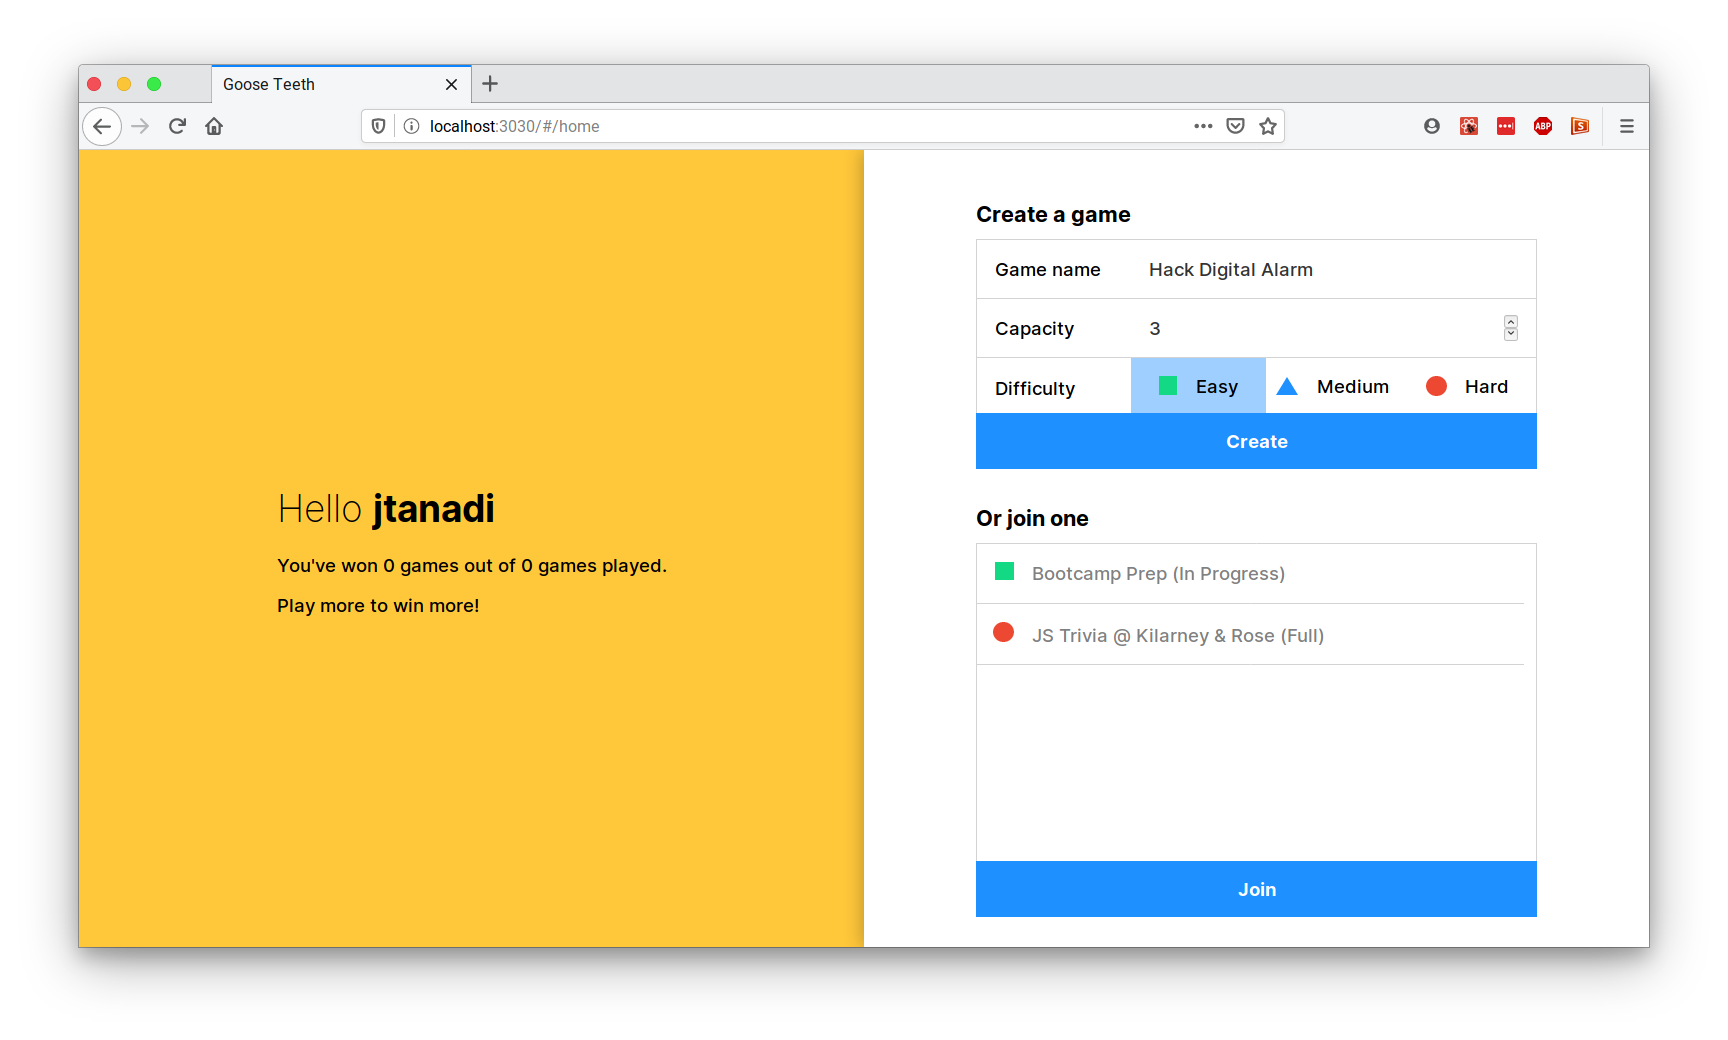 Goose Teeth
localhost:3030/#/home
ABP
S
Hello jtanadi
You've won 0 games out of 0 games played.
Play more to win more!
Create a game
Game name Hack Digital Alarm
Capacity 3
Difficulty Easy Medium Hard
Create
Or join one
Bootcamp Prep (In Progress)
JS Trivia @ Kilarney & Rose (Full)
Join